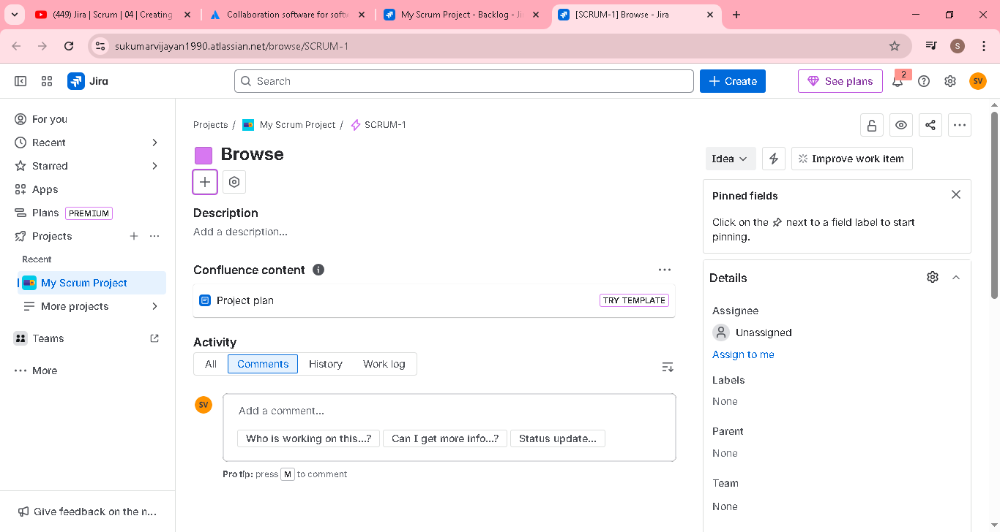 (449) Jira | Scrum | 04 | Creating
Collaboration software for softw
My Scrum Project - Backlog - Ji
[SCRUM-1] Browse - Jira
sukumarvijayan1990.atlassian.net/browse/SCRUM-1
S
Jira
Search
Create
See plans
2
SV
For you
Recent
Starred
Apps
Plans PREMIUM
Projects
Recent
My Scrum Project
More projects
Teams
More
Give feedback on the n...
Projects / My Scrum Project / SCRUM-1
Browse
Description
Add a description...
Confluence content
Project plan TRY TEMPLATE
Activity
All Comments History Work log
SV
Add a comment...
Who is working on this...? Can I get more info...? Status update...
Pro tip: press M to comment
Idea Improve work item
Pinned fields
Click on the next to a field label to start
pinning.
Details
Assignee
Unassigned
Assign to me
Labels
None
Parent
None
Team
None